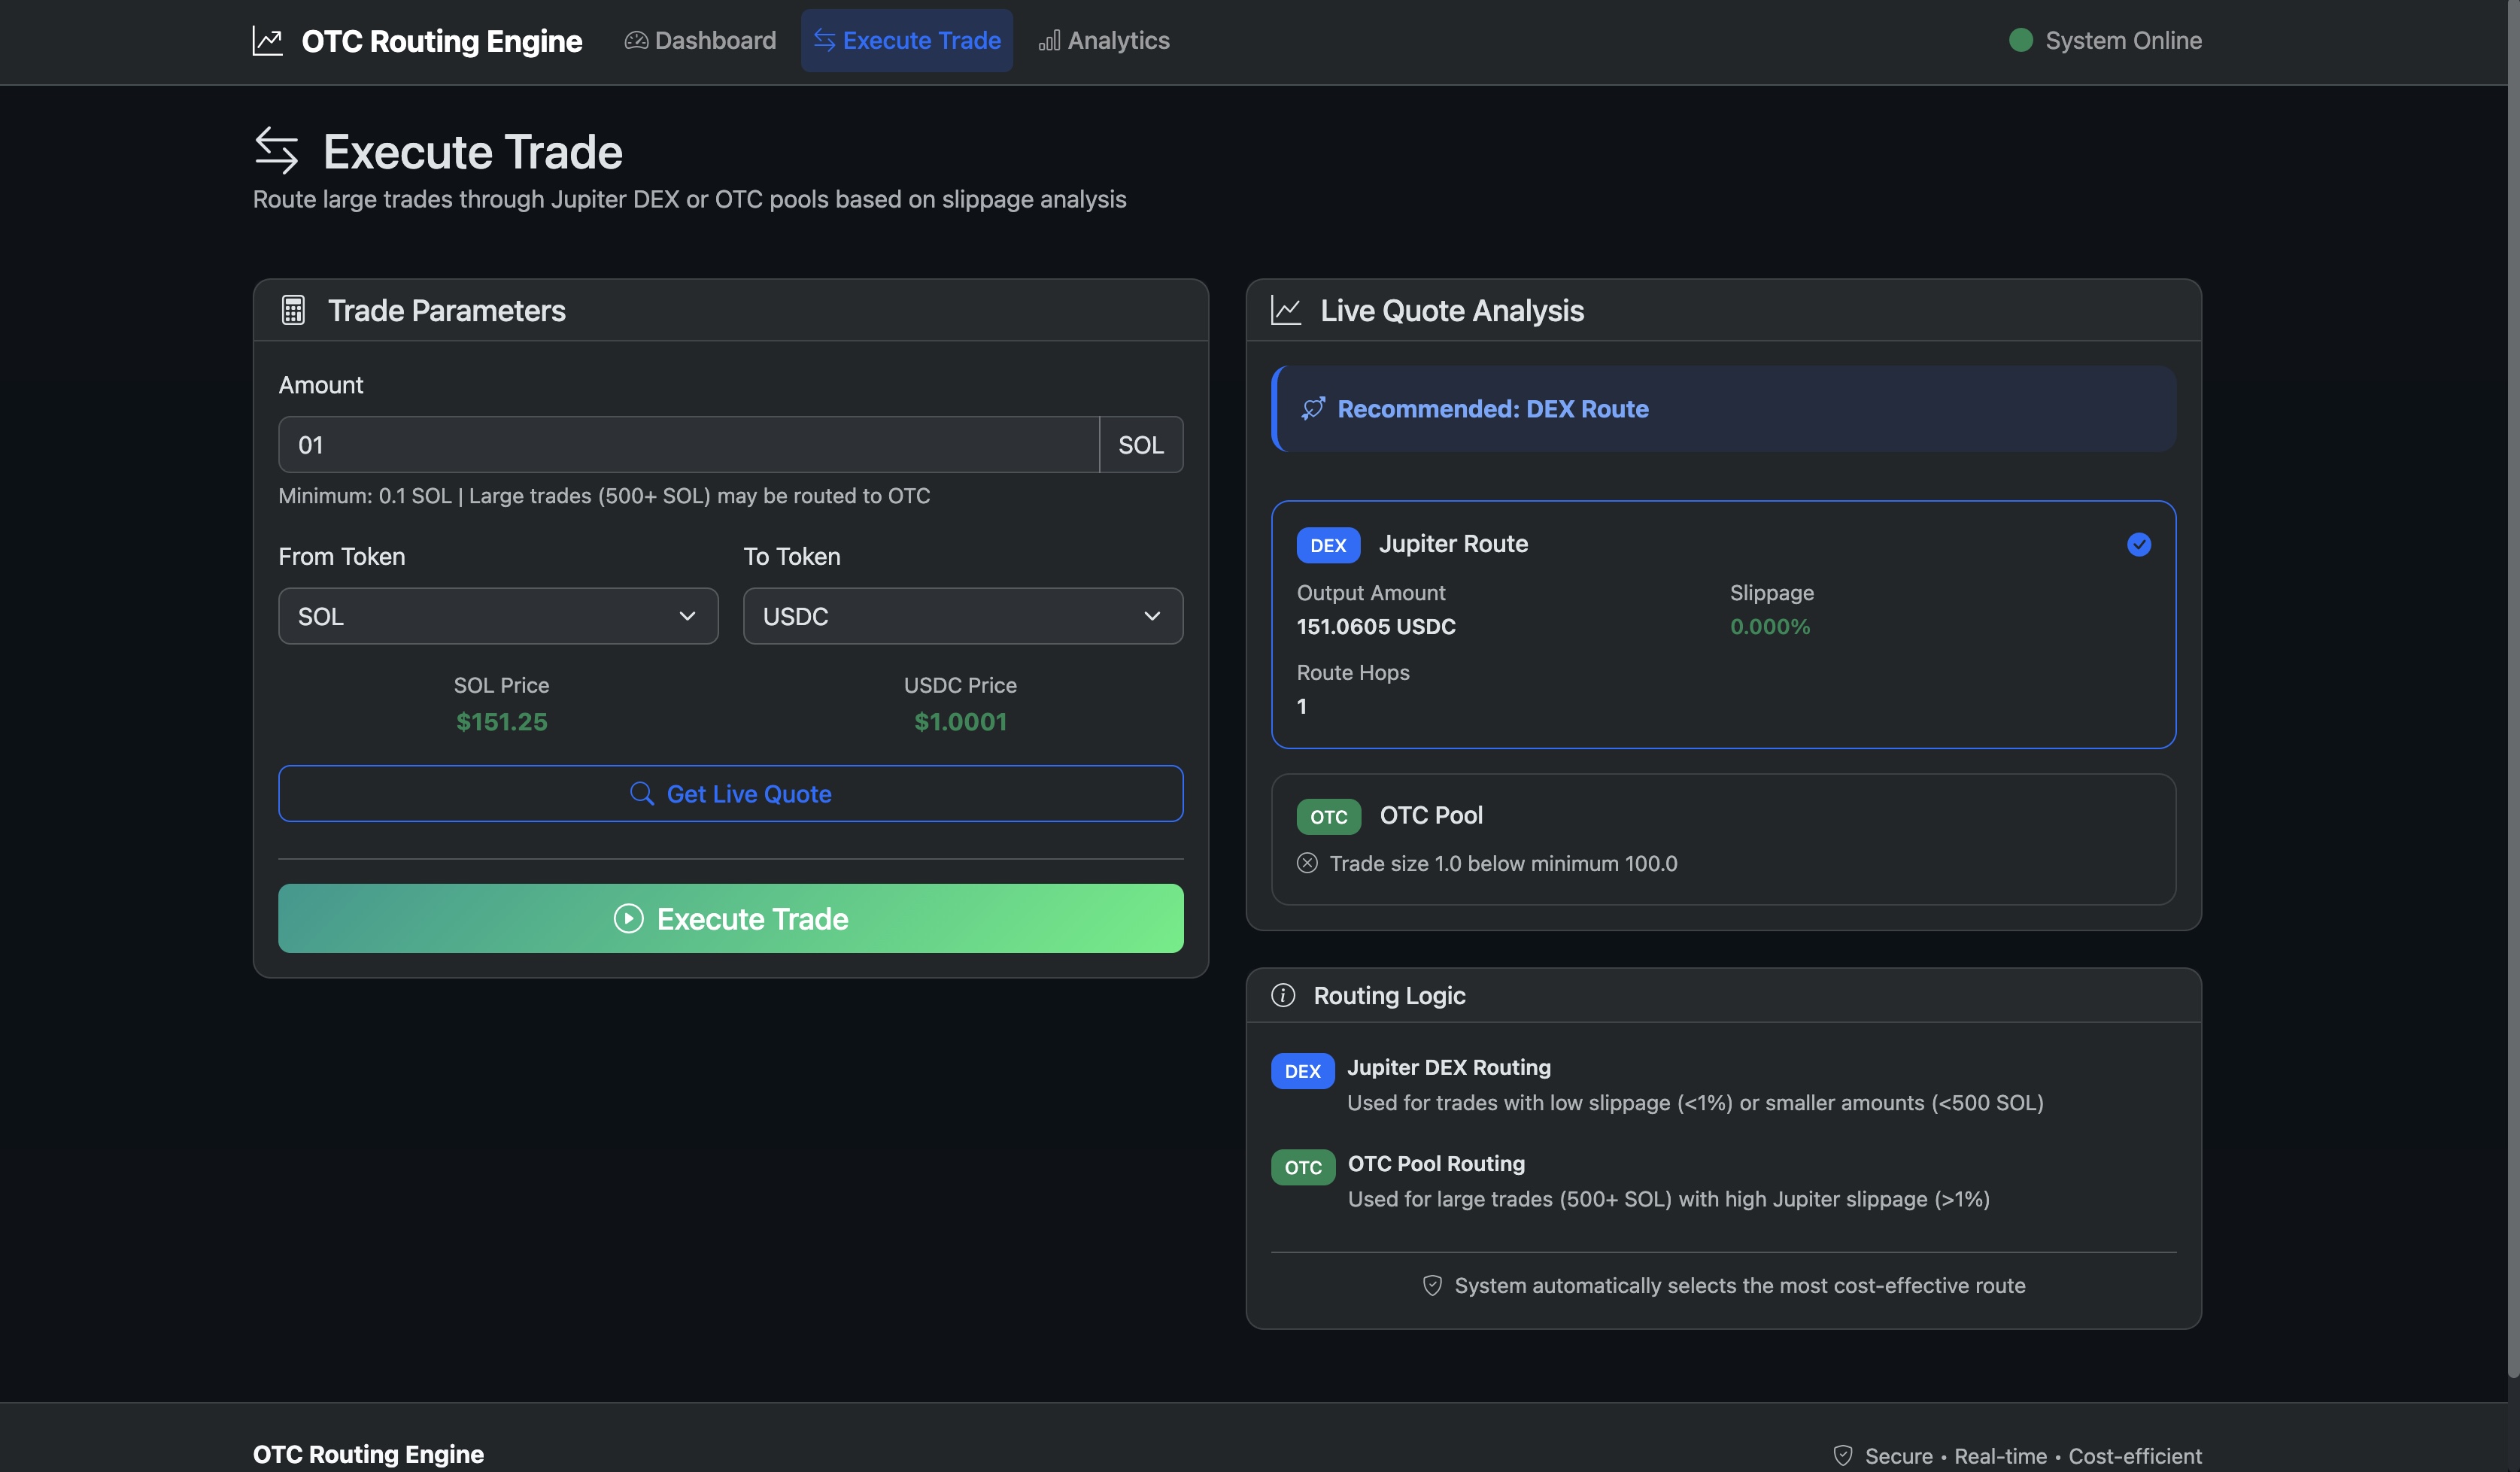 OTC Routing Engine
Dashboard
Execute Trade
Analytics
System Online
Execute Trade
Route large trades through Jupiter DEX or OTC pools based on slippage analysis
Trade Parameters
Amount
01 SOL
Minimum: 0.1 SOL | Large trades (500+ SOL) may be routed to OTC
From Token To Token
SOL USDC
SOL Price USDC Price
$151.25 $1.0001
Get Live Quote
Execute Trade
Live Quote Analysis
Recommended: DEX Route
DEX Jupiter Route
Output Amount Slippage
151.0605 USDC 0.000%
Route Hops
1
OTC OTC Pool
Trade size 1.0 below minimum 100.0
Routing Logic
DEX Jupiter DEX Routing
Used for trades with low slippage (<1%) or smaller amounts (<500 SOL)
OTC OTC Pool Routing
Used for large trades (500+ SOL) with high Jupiter slippage (>1%)
System automatically selects the most cost-effective route
OTC Routing Engine
Secure • Real-time • Cost-efficient